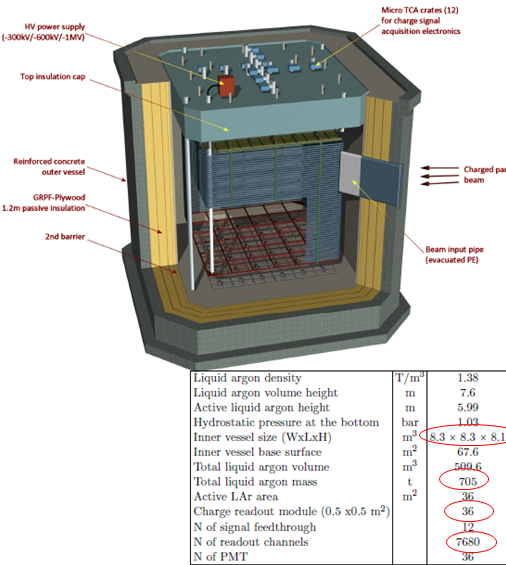 HV power supply
(-300kV/-600kV/-1MV)
Micro TCA crates (12)
for charge signal
acquisition electronics
Top insulation cap
Reinforced concrete
outer vessel
Charged pa
beam
GRPF-Plywood
1.2m passive insulation
2nd barrier
Beam input pipe
(evacuated PE)
Liquid argon density T/m³ 1.38
Liquid argon volume height m 7.6
Active liquid argon height m 5.99
Hydrostatic pressure at the bottom bar 1.03
Inner vessel size (WxLxH) m³ 8.3 × 8.3 × 8.1
Inner vessel base surface m² 67.6
Total liquid argon volume m³ 509.6
Total liquid argon mass t 705
Active LAr area m² 36
Charge readout module (0.5 x0.5 m²) 36
N of signal feedthrough 12
N of readout channels 7680
N of PMT 36